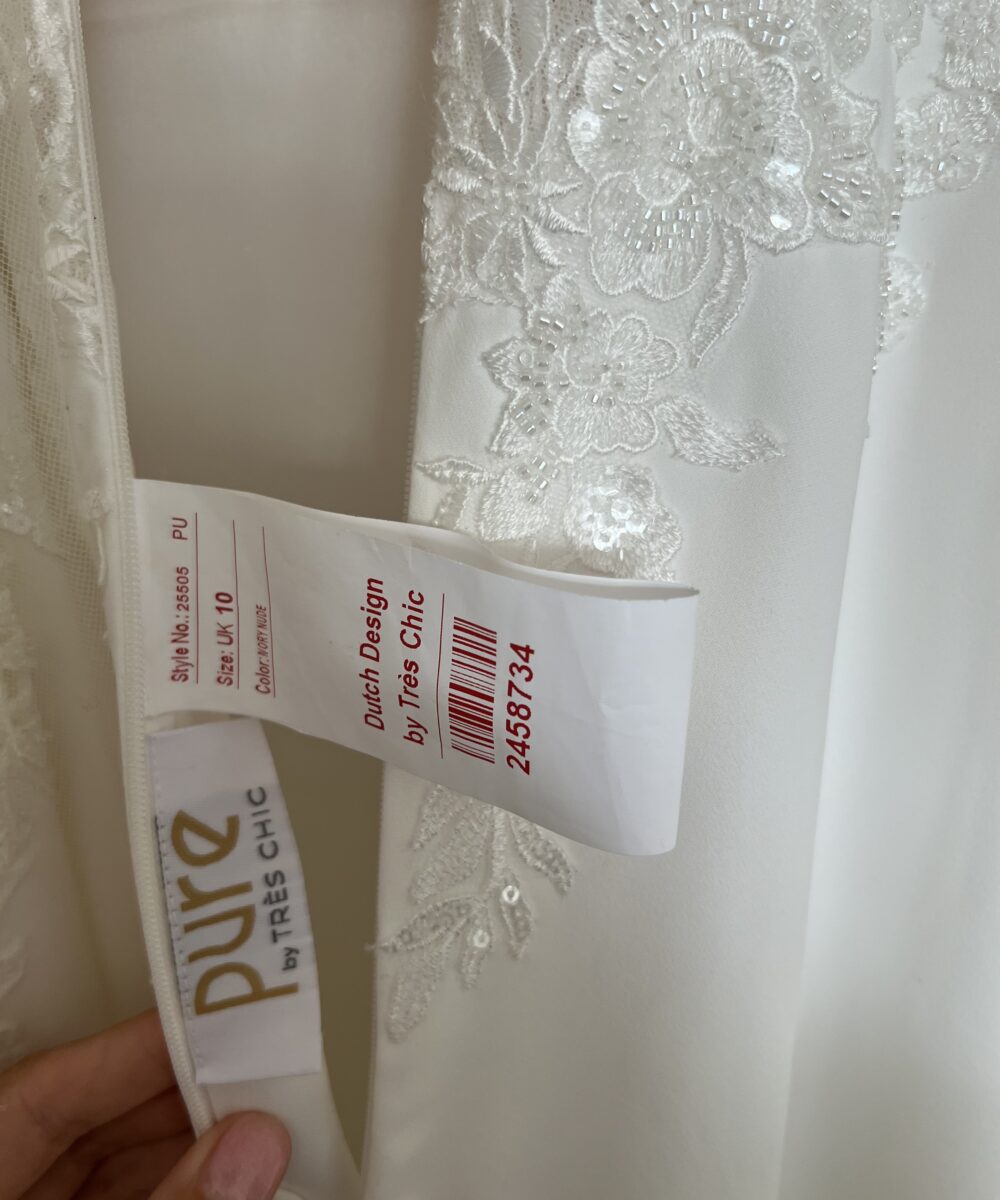 Style No.: 25505 PU
Size: UK 10
Color: IVORY NUDE
Dutch Design
by Très Chic
2458734
pure
by TRÈS CHIC